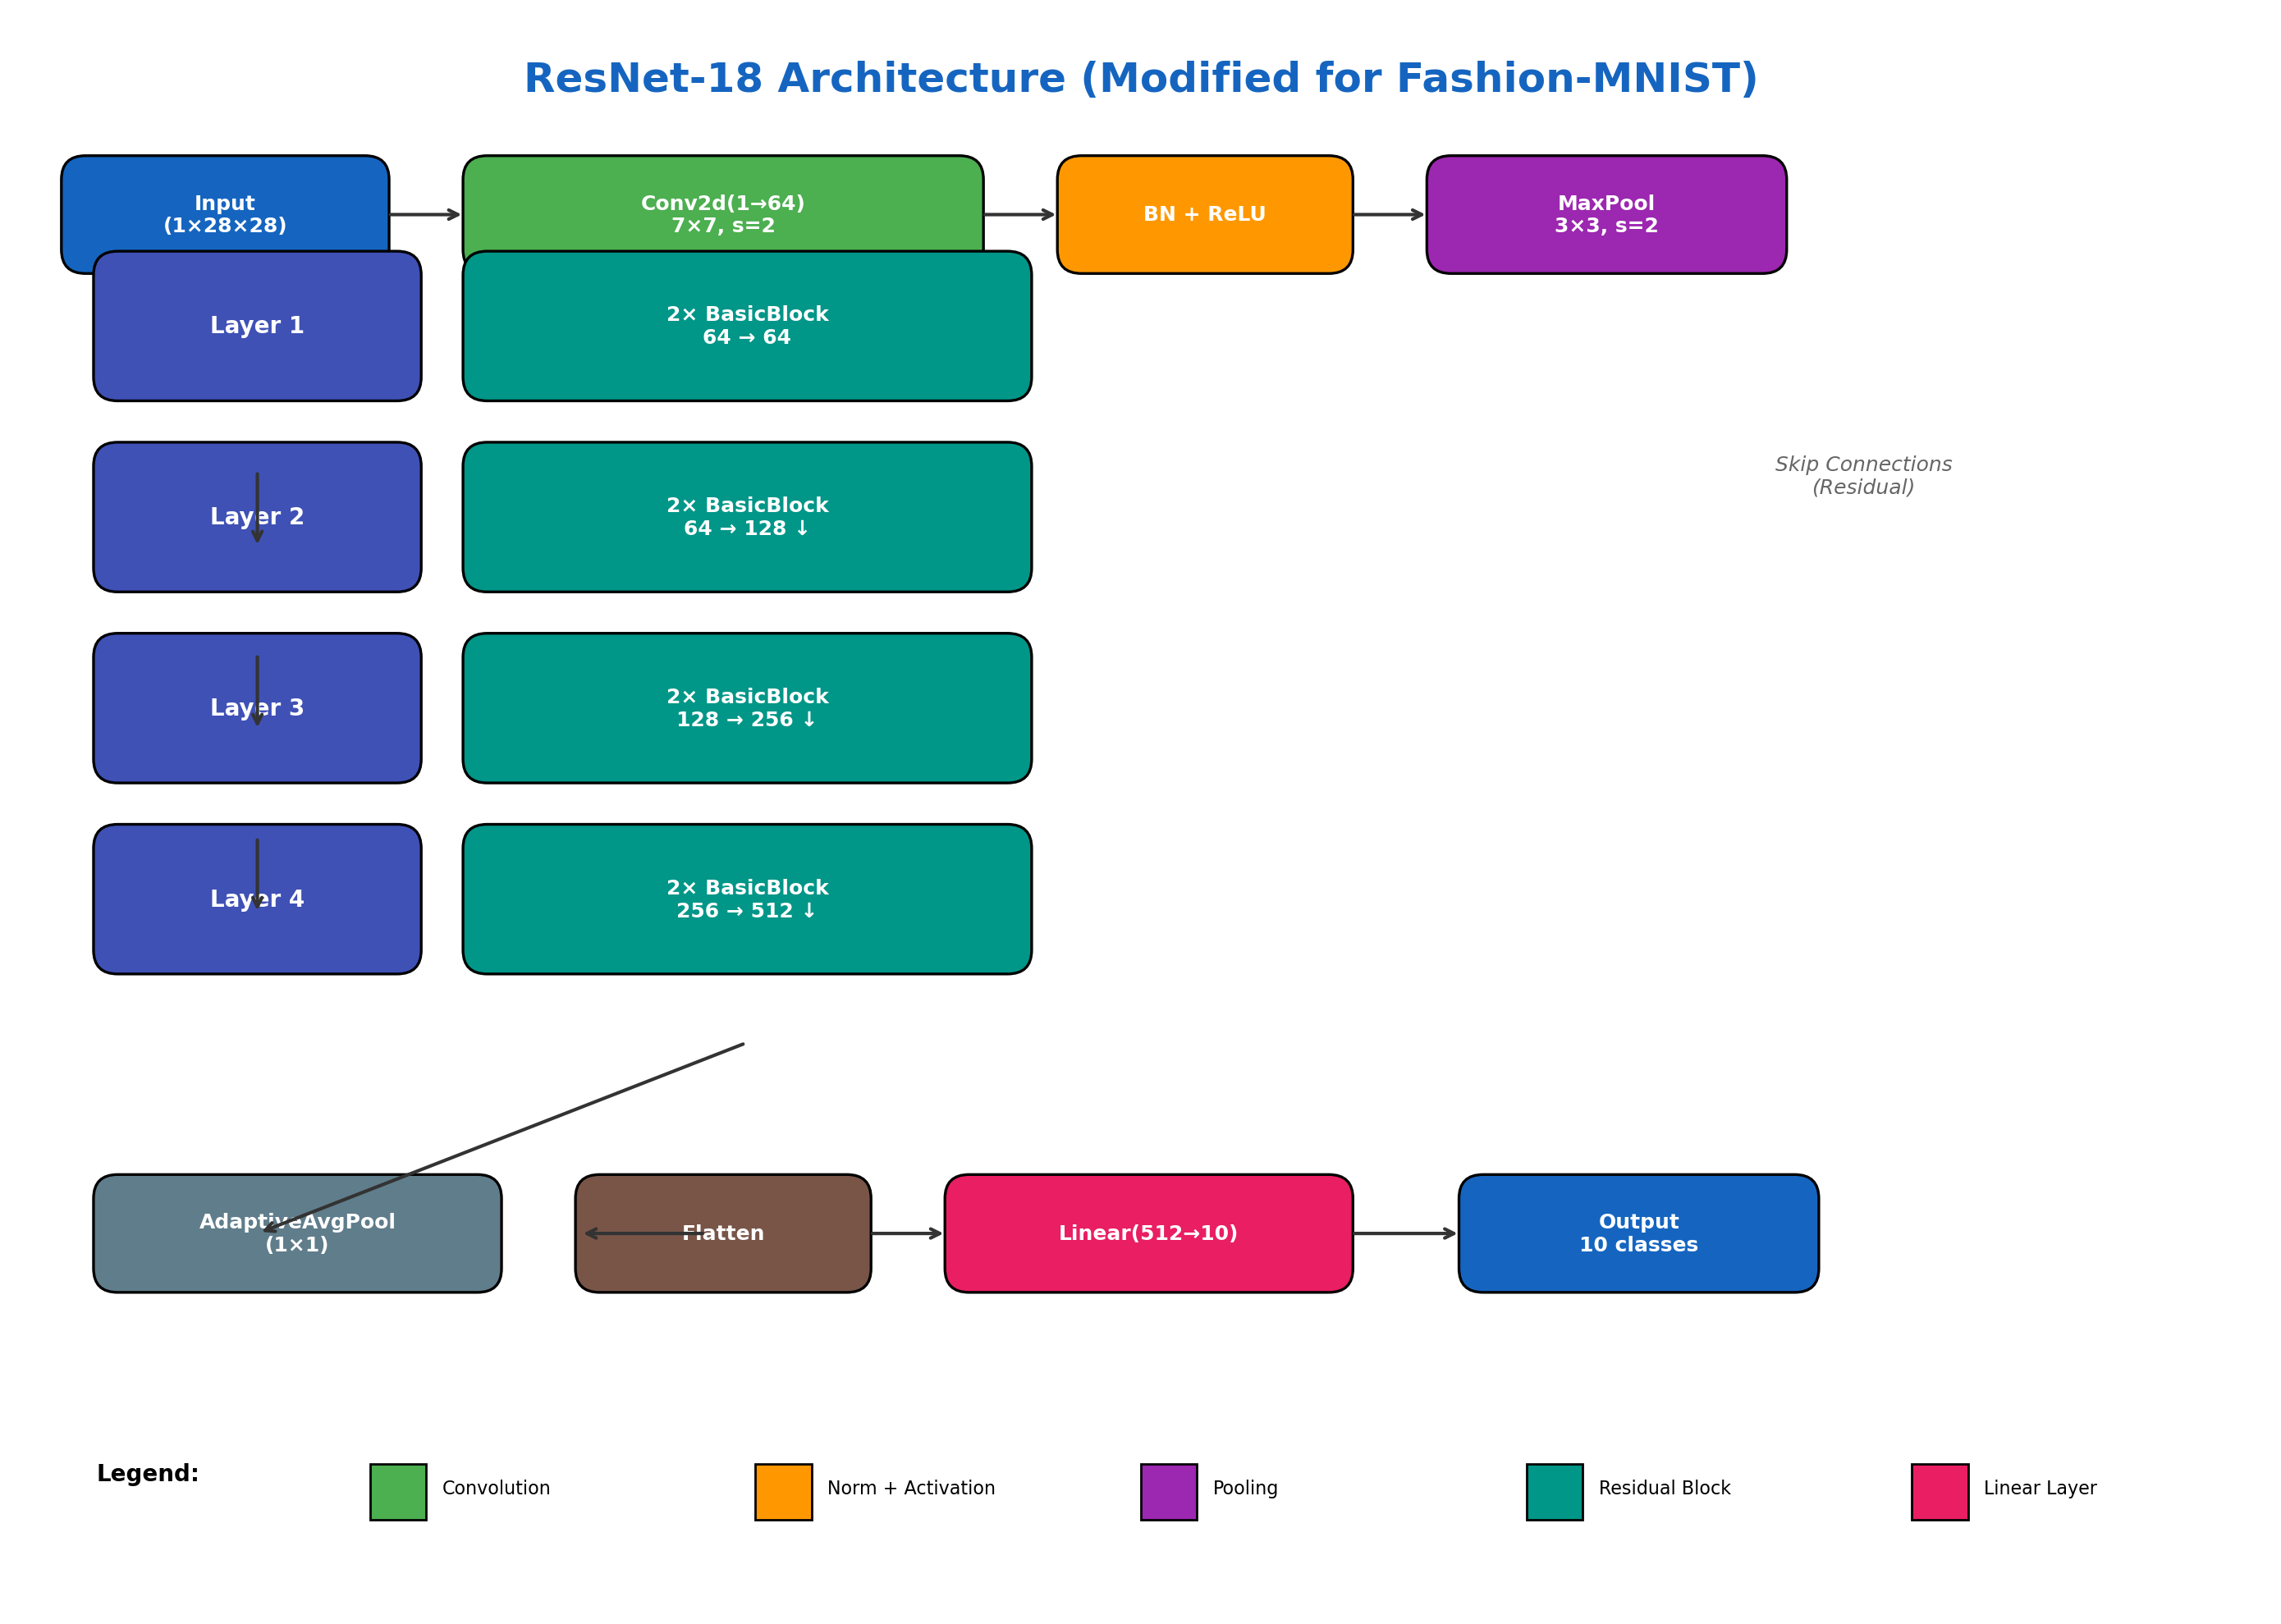 ResNet-18 Architecture (Modified for Fashion-MNIST)
Input
(1×28×28)
Conv2d(1→64)
7×7, s=2
BN + ReLU
MaxPool
3×3, s=2
Layer 1
2× BasicBlock
64 → 64
Skip Connections
(Residual)
Layer 2
2× BasicBlock
64 → 128 ↓
Layer 3
2× BasicBlock
128 → 256 ↓
Layer 4
2× BasicBlock
256 → 512 ↓
AdaptiveAvgPool
(1×1)
Flatten
Linear(512→10)
Output
10 classes
Legend:
Convolution
Norm + Activation
Pooling
Residual Block
Linear Layer